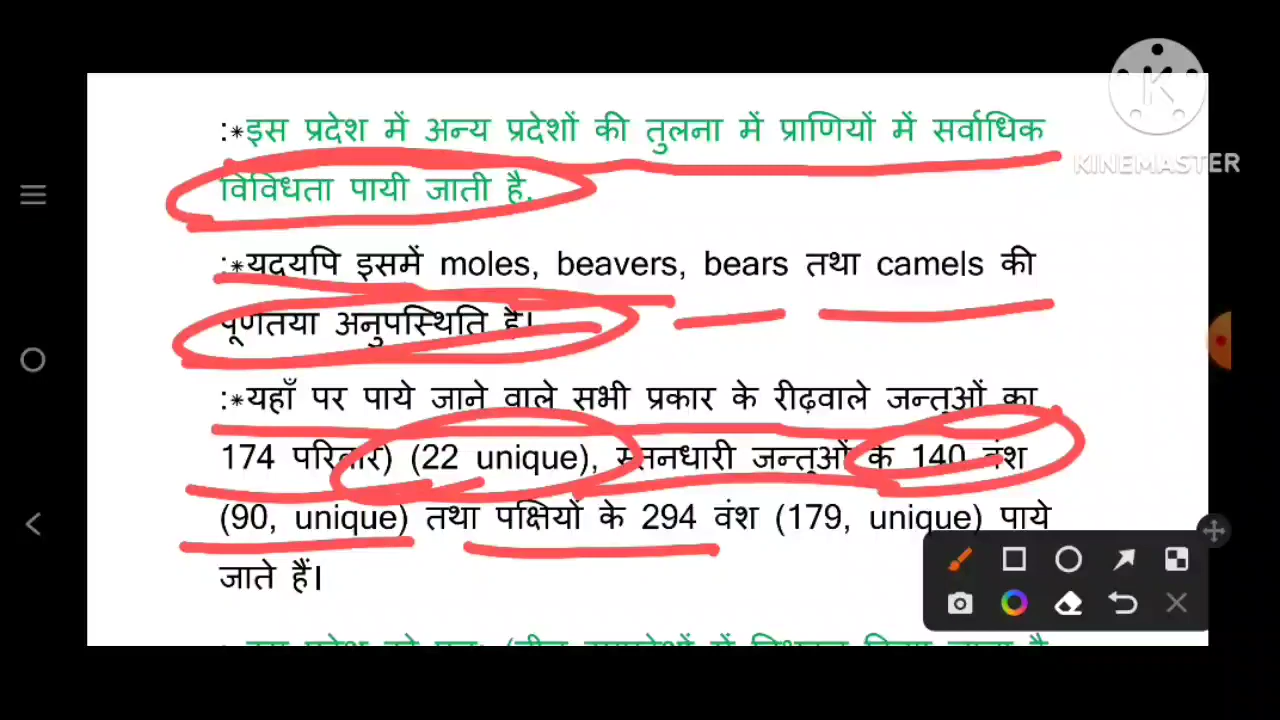 :*इस प्रदेश में अन्य प्रदेशों की तुलना में प्राणियों में सर्वाधिक
विविधता पायी जाती है.
:*यद्यपि इसमें moles, beavers, bears तथा camels की
पूर्णतया अनुपस्थिति है।
:*यहाँ पर पाये जाने वाले सभी प्रकार के रीढ़वाले जन्तुओं का
174 परिवार) (22 unique), स्तनधारी जन्तुओं के 140 वंश
(90, unique) तथा पक्षियों के 294 वंश (179, unique) पाये
जाते हैं।
KINEMASTER